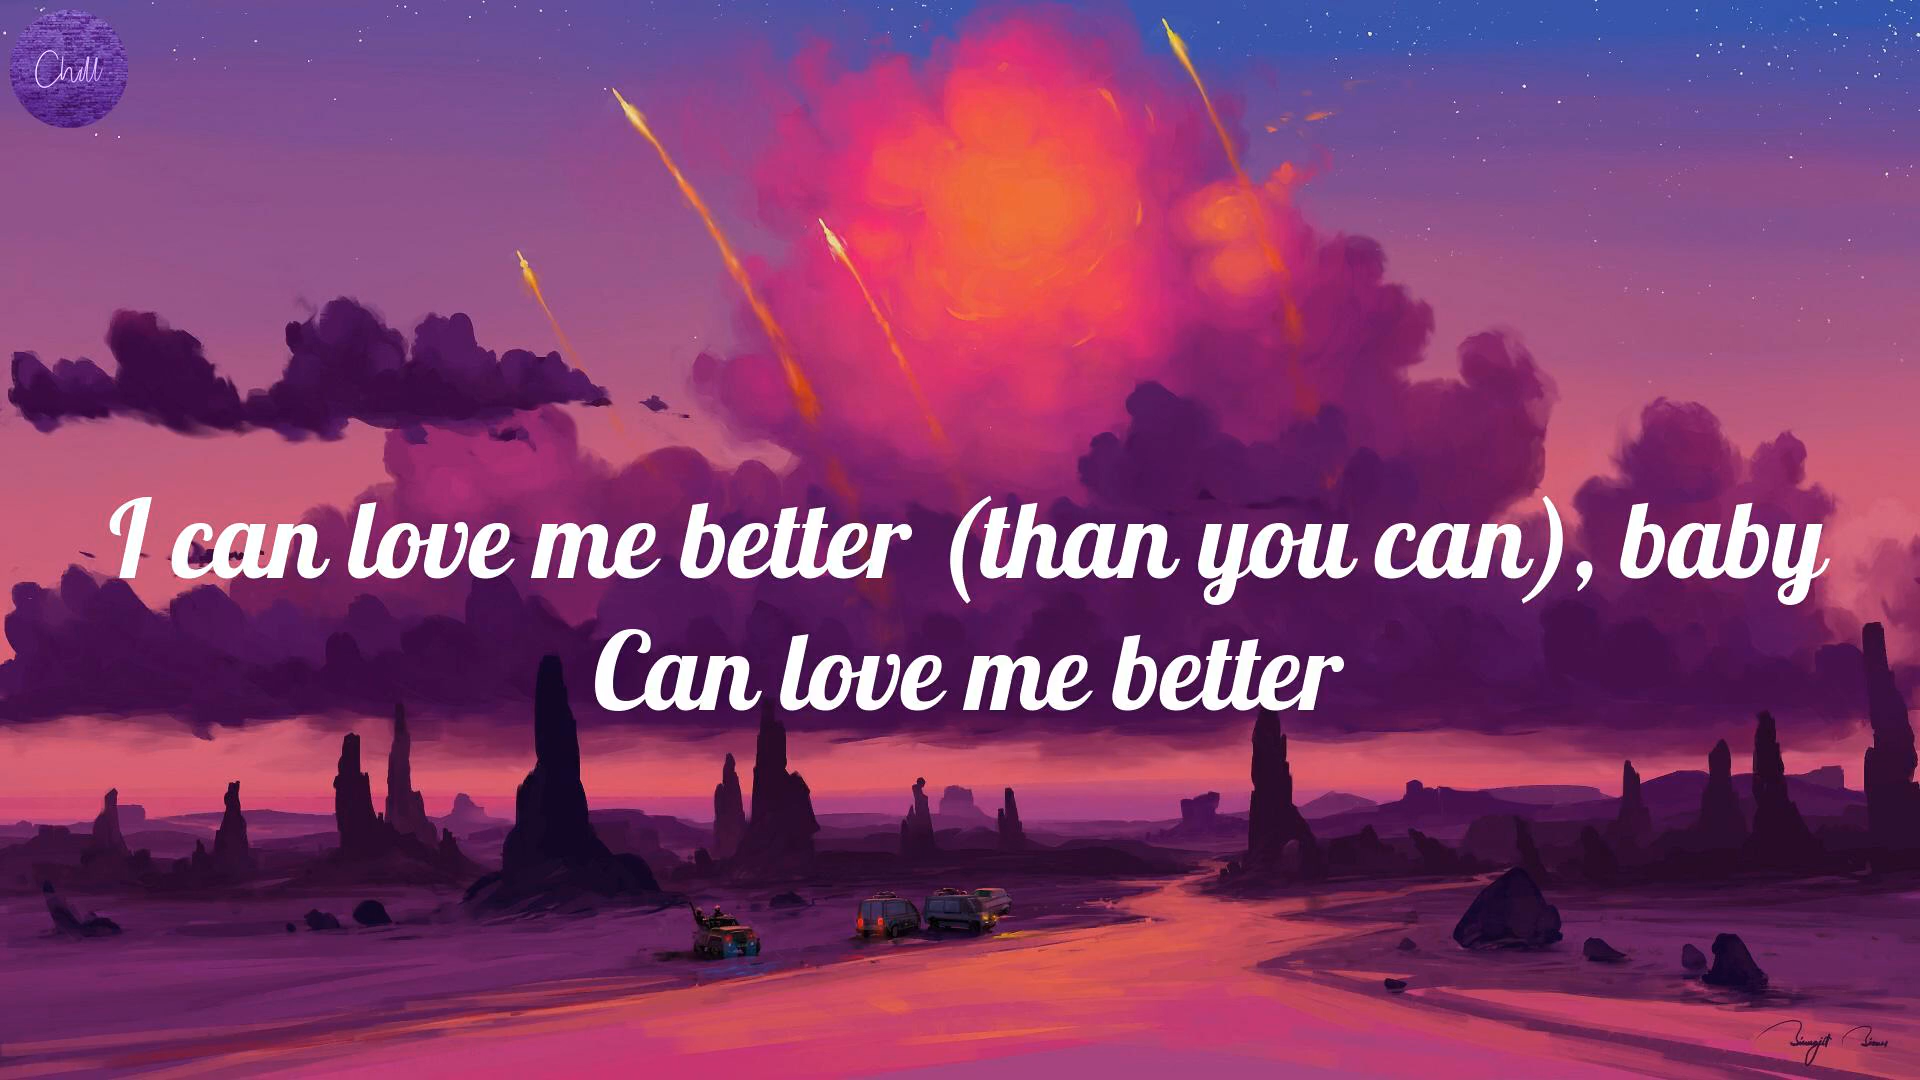 Chill
I can love me better (than you can), baby
Can love me better